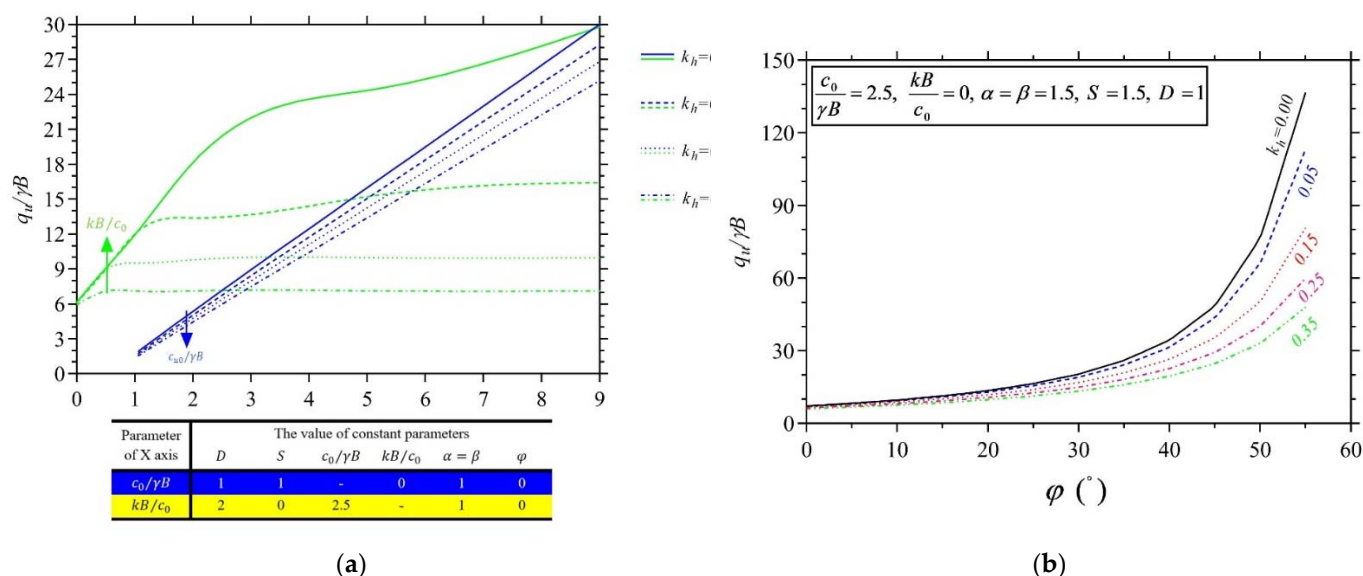 30
27
24
21
18
15
12
9
6
3
0
q_u/γB
kB/c_0
c_{u0}/γB
0 1 2 3 4 5 6 7 8 9
k_h=
k_h=
k_h=
k_h=
Parameter of X axis
The value of constant parameters
D S c_0/γB kB/c_0 α = β φ
c_0/γB 1 1 - 0 1 0
kB/c_0 2 0 2.5 - 1 0
(a)
150
120
90
60
30
0
q_u/γB
c_0/γB = 2.5, kB/c_0 = 0, α = β = 1.5, S = 1.5, D = 1
k_h=0.00
0.05
0.15
0.25
0.35
0 10 20 30 40 50 60
φ (°)
(b)